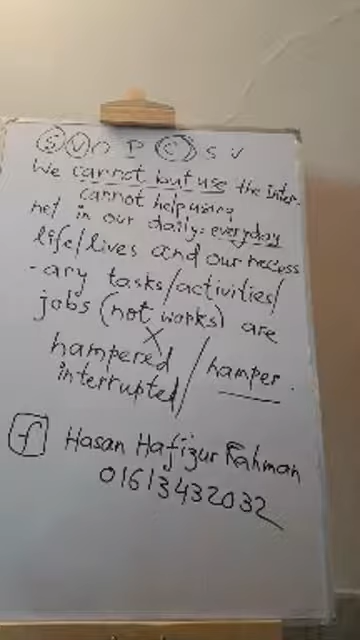 S V O P C S V
We cannot but use the inter-
cannot help using
net in our daily = everyday
life/lives and our necess
-ary tasks/activities/
jobs (not works) are
X
hampered / hamper.
interrupted/
f Hasan Hafizur Rahman
01613432032